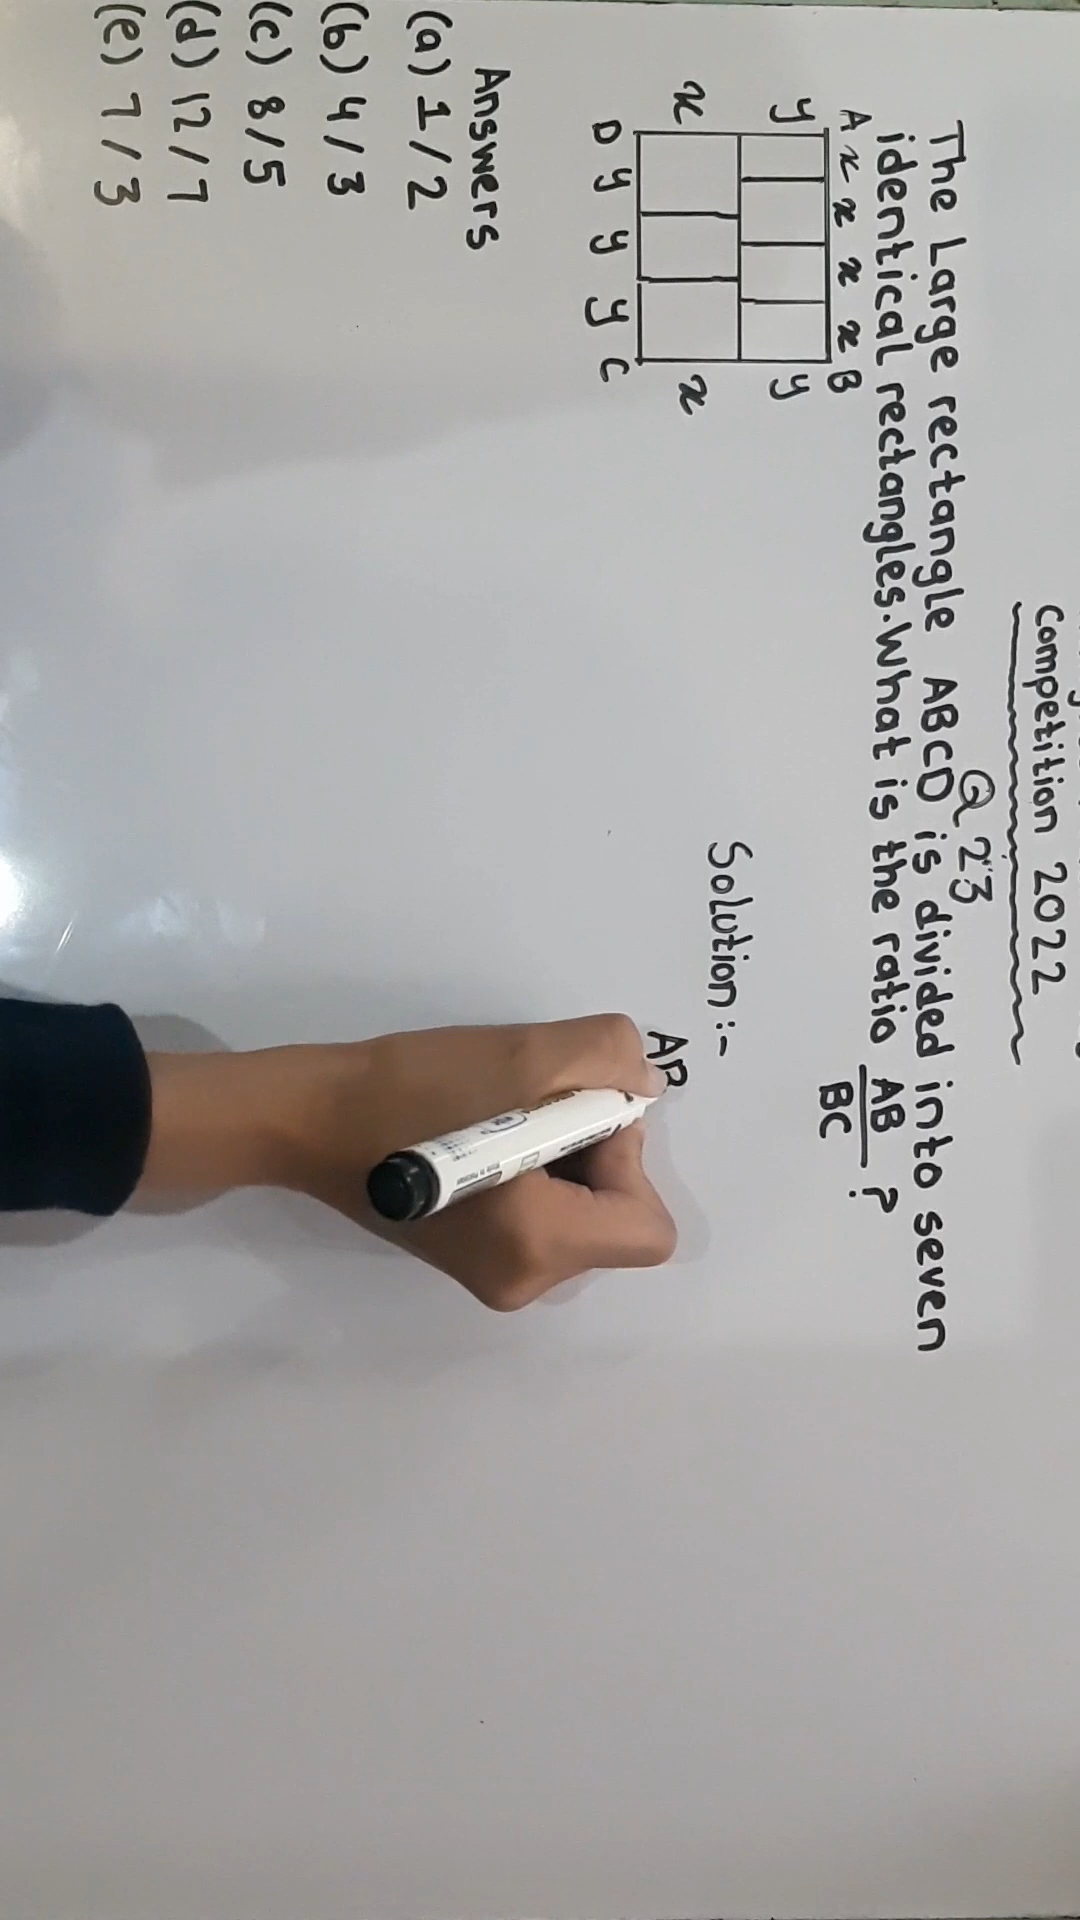 Competition 2022
Q 23
The Large rectangle ABCD is divided into seven
identical rectangles. What is the ratio AB
BC ?
A x x x x B
y y
x x
D y y y C
Solution :-
AB
Answers
(a) 1/2
(b) 4/3
(c) 8/5
(d) 12/7
(e) 7/3